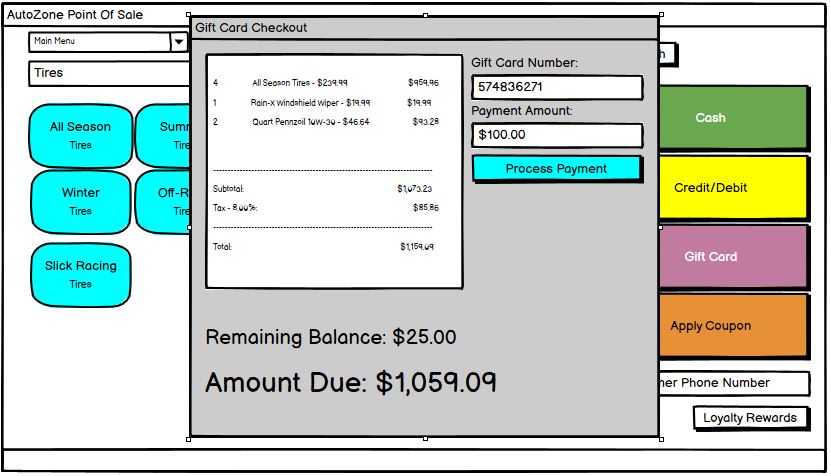 AutoZone Point Of Sale
Main Menu
Tires
All Season
Tires
Summ
Tire
Winter
Tires
Off-R
Tire
Slick Racing
Tires
Gift Card Checkout
4 All Season Tires - $239.99 $959.96
1 Rain-X Windshield Wiper - $19.99 $19.99
2 Quart Pennzoil 10W-30 - $46.64 $93.28
Subtotal: $1,073.23
Tax - 8.00%: $85.86
Total: $1,159.09
Remaining Balance: $25.00
Amount Due: $1,059.09
Gift Card Number:
574836271
Payment Amount:
$100.00
Process Payment
h
Cash
Credit/Debit
Gift Card
Apply Coupon
mer Phone Number
Loyalty Rewards